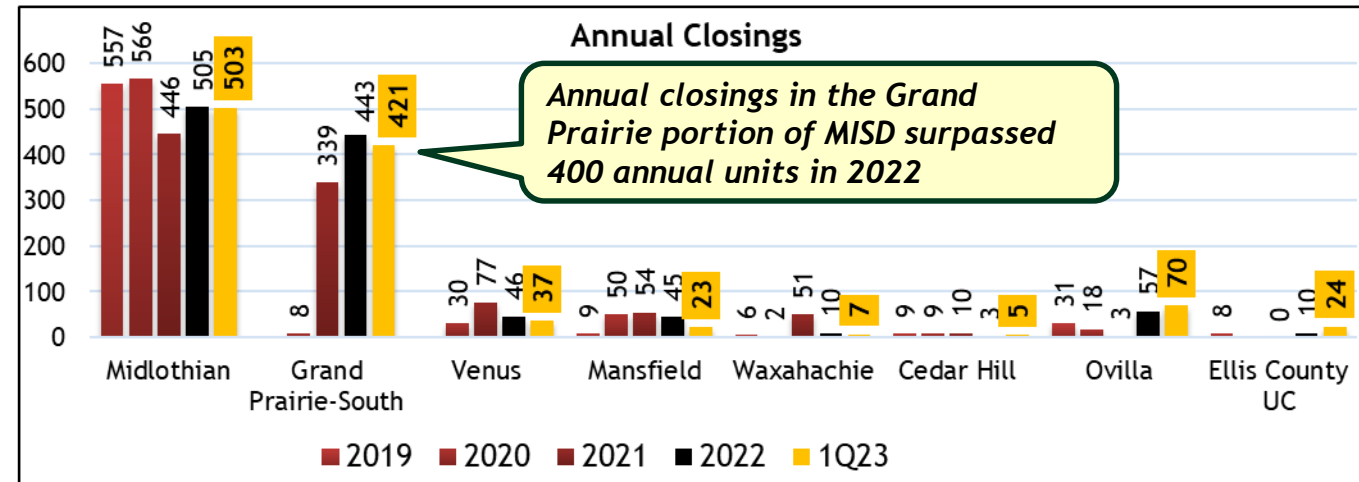 Annual Closings
600
500
400
300
200
100
0
557 566 446 505 503
8 339 443 421
30 77 46 37
9 50 54 45 23
6 2 51 10 7
9 9 10 3 5
31 18 3 57 70
8 0 10 24
Annual closings in the Grand
Prairie portion of MISD surpassed
400 annual units in 2022
Midlothian Grand Venus Mansfield Waxahachie Cedar Hill Ovilla Ellis County
Prairie-South UC
2019 2020 2021 2022 1Q23